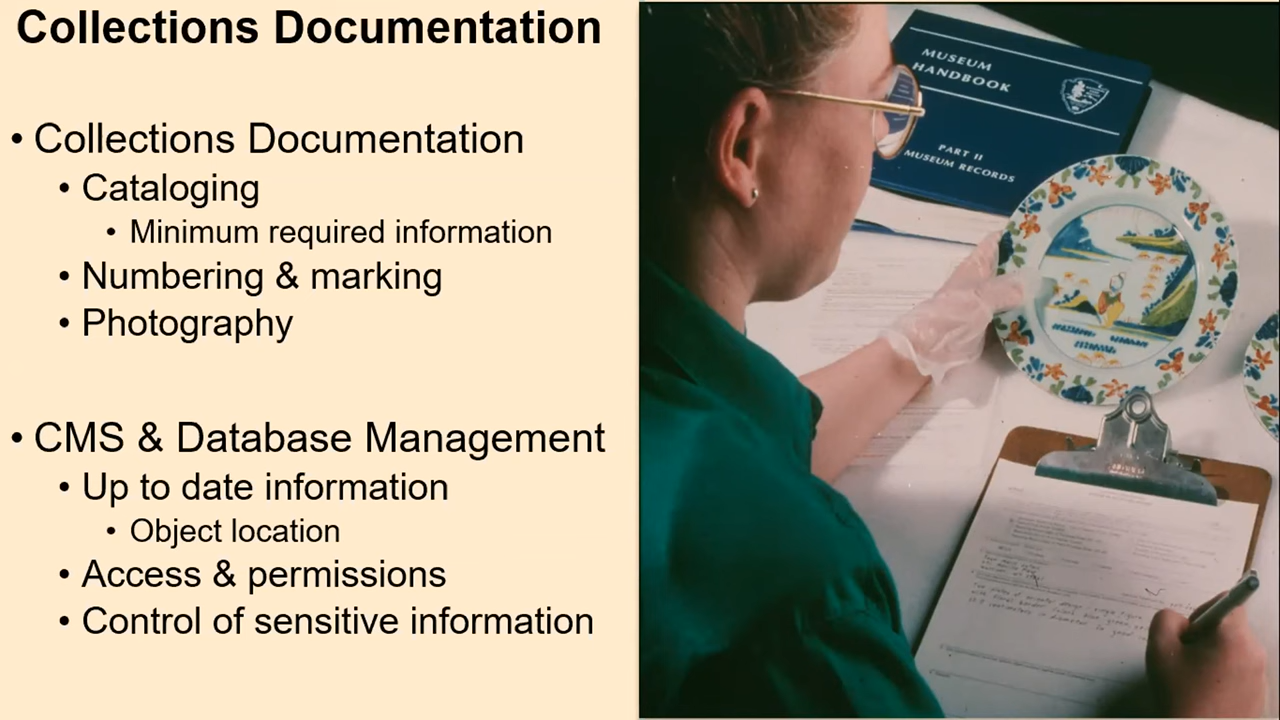 Collections Documentation
• Collections Documentation
• Cataloging
• Minimum required information
• Numbering & marking
• Photography
• CMS & Database Management
• Up to date information
• Object location
• Access & permissions
• Control of sensitive information
MUSEUM
HANDBOOK
PART II
MUSEUM RECORDS